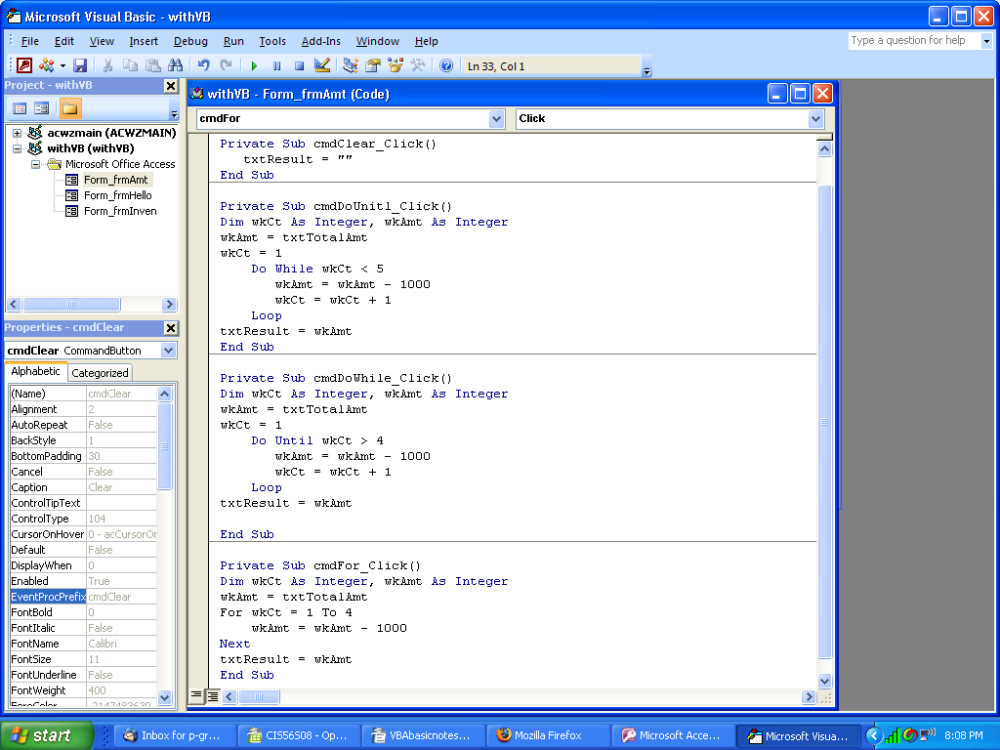 Microsoft Visual Basic - withVB
File Edit View Insert Debug Run Tools Add-Ins Window Help
Type a question for help
Ln 33, Col 1
Project - withVB
acwzmain (ACWZMAIN)
withVB (withVB)
Microsoft Office Access
Form_frmAmt
Form_frmHello
Form_frmInven
Properties - cmdClear
cmdClear CommandButton
Alphabetic Categorized
(Name) cmdClear
Alignment 2
AutoRepeat False
BackStyle 1
BottomPadding 30
Cancel False
Caption Clear
ControlTipText
ControlType 104
CursorOnHover 0 - acCursorOn
Default False
DisplayWhen 0
Enabled True
EventProcPrefix cmdClear
FontBold 0
FontItalic False
FontName Calibri
FontSize 11
FontUnderline False
FontWeight 400
ForeColor -2147483630
withVB - Form_frmAmt (Code)
cmdFor Click
Private Sub cmdClear_Click()
txtResult = ""
End Sub
Private Sub cmdDoUnitl_Click()
Dim wkCt As Integer, wkAmt As Integer
wkAmt = txtTotalAmt
wkCt = 1
Do While wkCt < 5
wkAmt = wkAmt - 1000
wkCt = wkCt + 1
Loop
txtResult = wkAmt
End Sub
Private Sub cmdDoWhile_Click()
Dim wkCt As Integer, wkAmt As Integer
wkAmt = txtTotalAmt
wkCt = 1
Do Until wkCt > 4
wkAmt = wkAmt - 1000
wkCt = wkCt + 1
Loop
txtResult = wkAmt
End Sub
Private Sub cmdFor_Click()
Dim wkCt As Integer, wkAmt As Integer
wkAmt = txtTotalAmt
For wkCt = 1 To 4
wkAmt = wkAmt - 1000
Next
txtResult = wkAmt
End Sub
start
Inbox for p-gr...
CIS56S08 - Op...
VBAbasicnotes...
Mozilla Firefox
Microsoft Acce...
Microsoft Visua...
8:08 PM